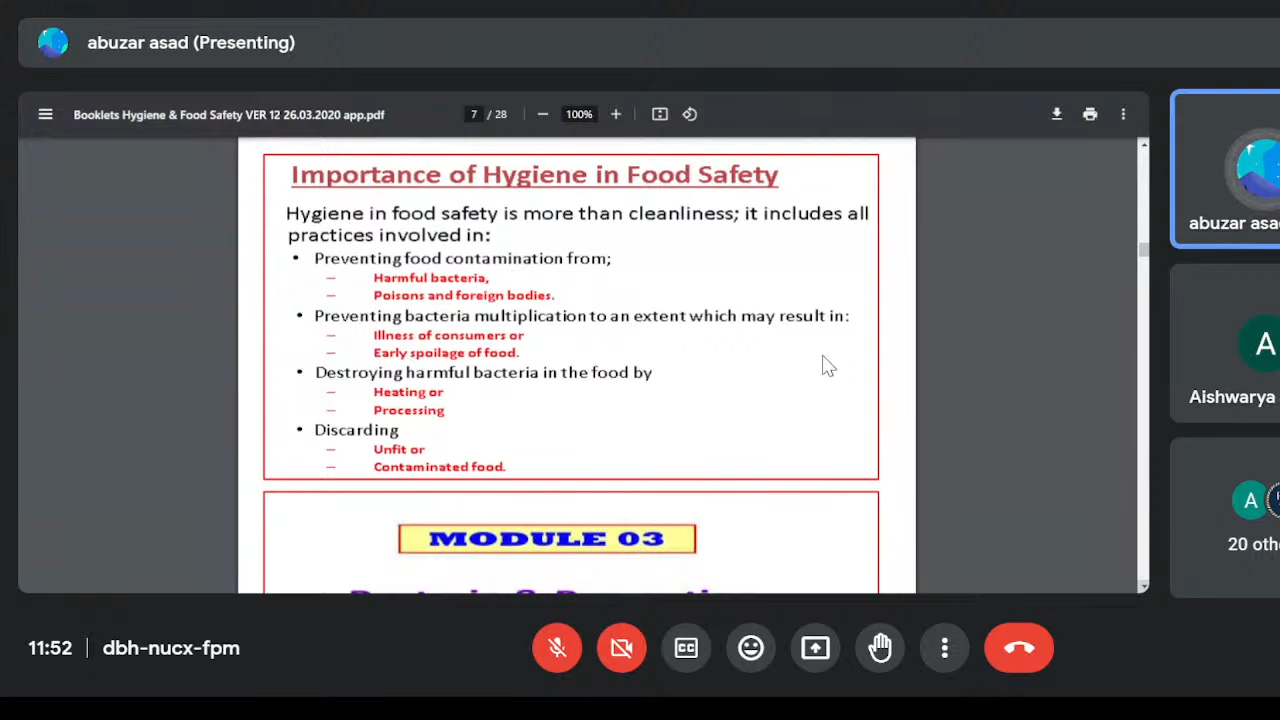 abuzar asad (Presenting)
Booklets Hygiene & Food Safety VER 12 26.03.2020 app.pdf
7 / 28
100%
Importance of Hygiene in Food Safety
Hygiene in food safety is more than cleanliness; it includes all
practices involved in:
• Preventing food contamination from;
– Harmful bacteria,
– Poisons and foreign bodies.
• Preventing bacteria multiplication to an extent which may result in:
– Illness of consumers or
– Early spoilage of food.
• Destroying harmful bacteria in the food by
– Heating or
– Processing
• Discarding
– Unfit or
– Contaminated food.
MODULE 03
abuzar asa
A
Aishwarya
A
20 oth
11:52
dbh-nucx-fpm
CC